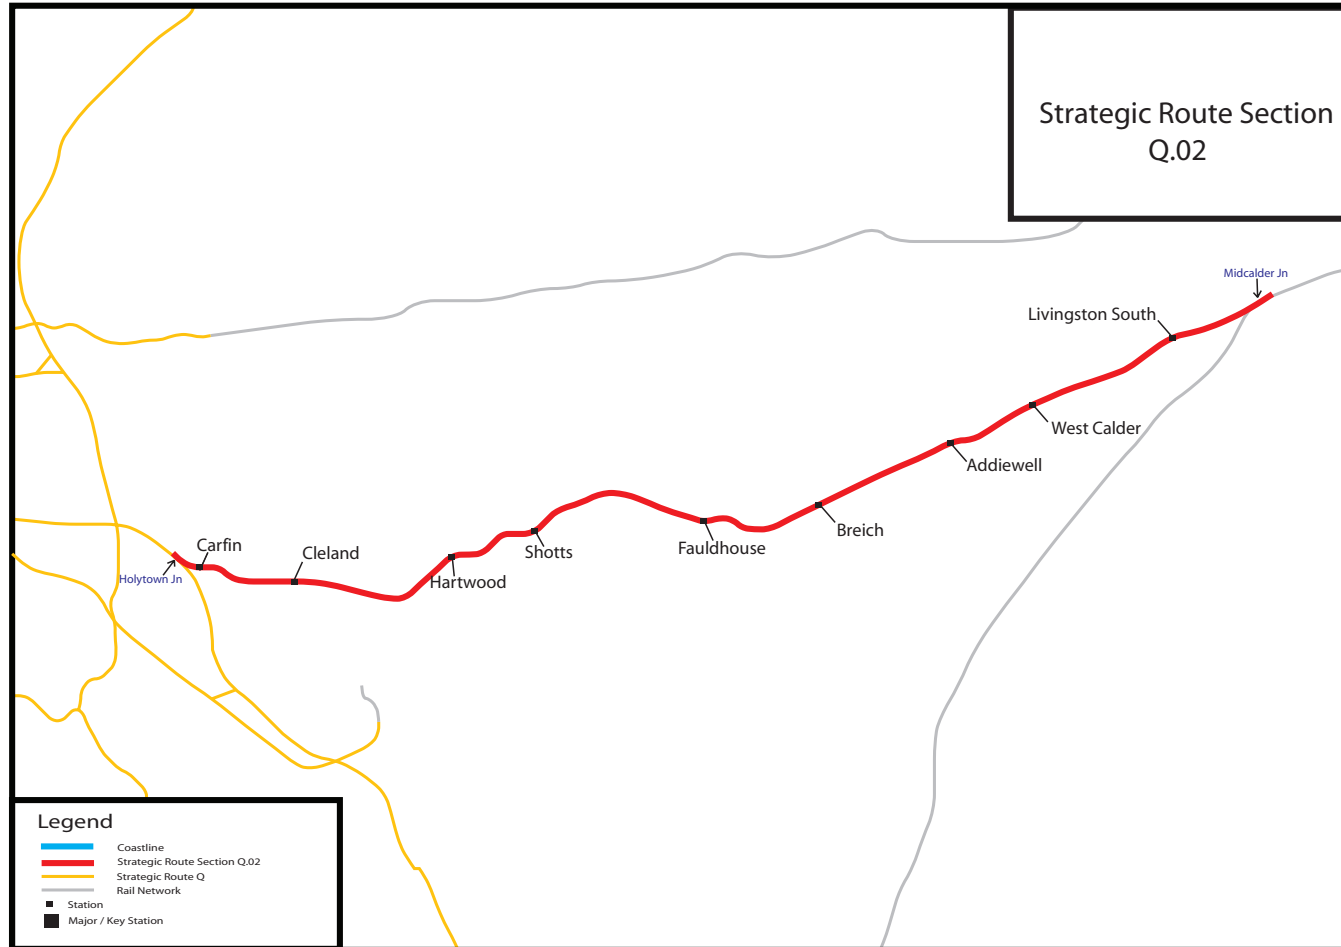 Strategic Route Section
Q.02
Midcalder Jn
Livingston South
West Calder
Addiewell
Breich
Fauldhouse
Shotts
Hartwood
Cleland
Carfin
Holytown Jn
Legend
Coastline
Strategic Route Section Q.02
Strategic Route Q
Rail Network
Station
Major / Key Station